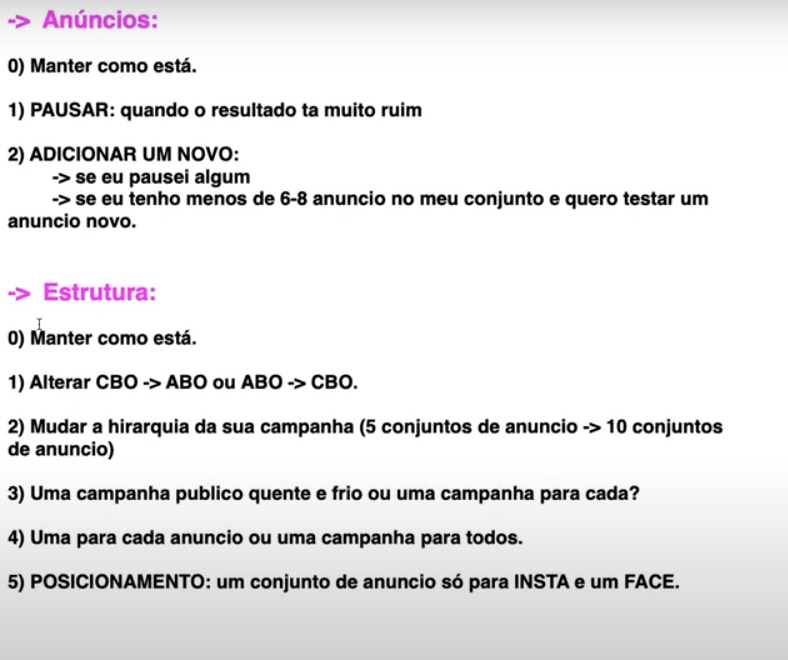 -> Anúncios:
0) Manter como está.
1) PAUSAR: quando o resultado ta muito ruim
2) ADICIONAR UM NOVO:
-> se eu pausei algum
-> se eu tenho menos de 6-8 anuncio no meu conjunto e quero testar um
anuncio novo.
-> Estrutura:
0) Manter como está.
1) Alterar CBO -> ABO ou ABO -> CBO.
2) Mudar a hirarquia da sua campanha (5 conjuntos de anuncio -> 10 conjuntos
de anuncio)
3) Uma campanha publico quente e frio ou uma campanha para cada?
4) Uma para cada anuncio ou uma campanha para todos.
5) POSICIONAMENTO: um conjunto de anuncio só para INSTA e um FACE.